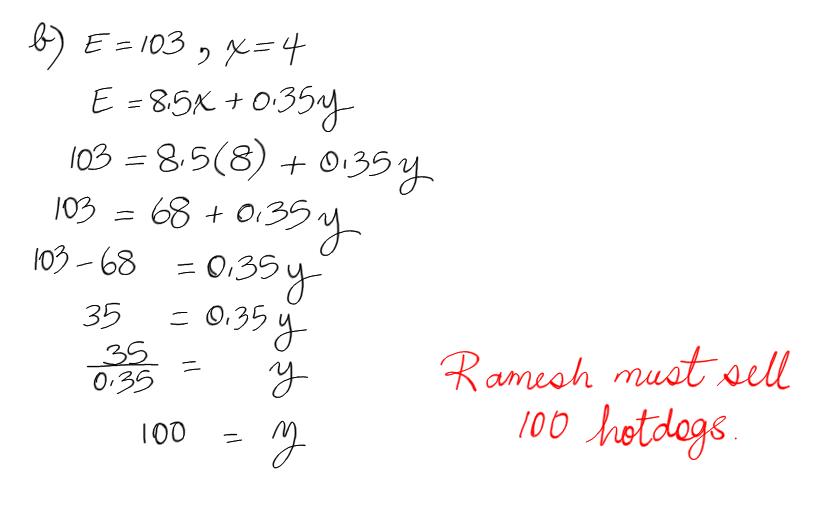 b) E = 103, x = 4
E = 8.5x + 0.35y
103 = 8.5(8) + 0.35y
103 = 68 + 0.35y
103 - 68 = 0.35y
35 = 0.35y
35/0.35 = y
100 = y
Ramesh must sell
100 hotdogs.